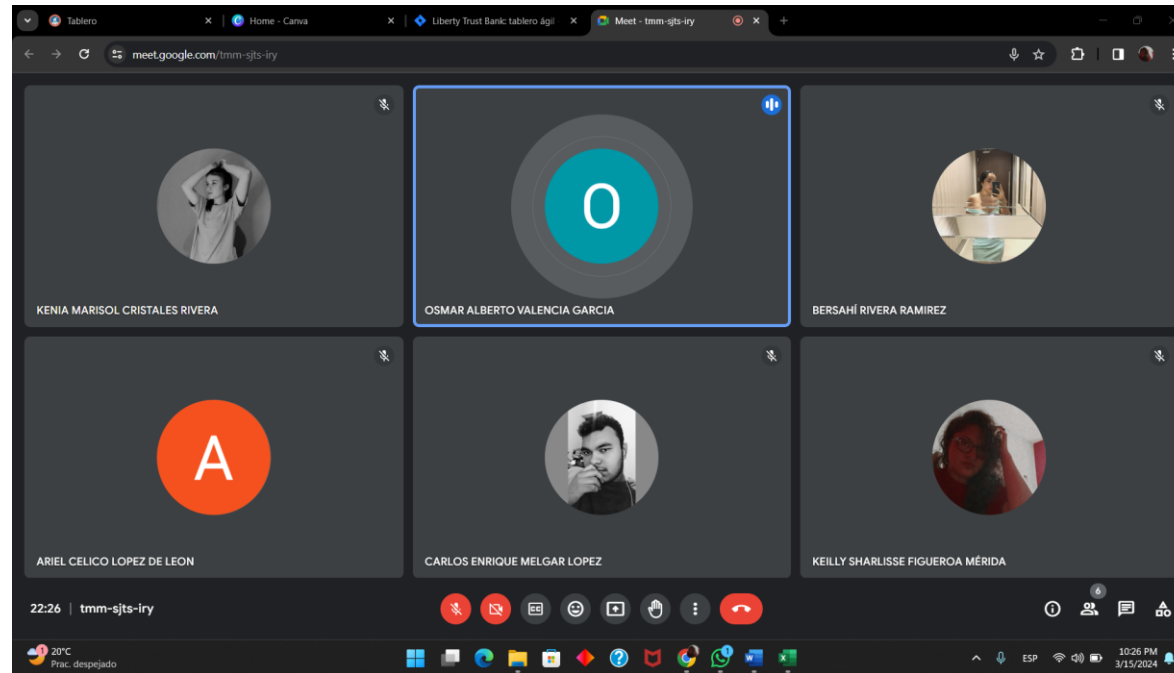 Tablero
Home - Canva
Liberty Trust Bank: tablero ágil
Meet - tmm-sjts-iry
meet.google.com/tmm-sjts-iry
KENIA MARISOL CRISTALES RIVERA
O
OSMAR ALBERTO VALENCIA GARCIA
BERSAHÍ RIVERA RAMIREZ
A
ARIEL CELICO LOPEZ DE LEON
CARLOS ENRIQUE MELGAR LOPEZ
KEILLY SHARLISSE FIGUEROA MÉRIDA
22:26 | tmm-sjts-iry
CC
6
1
20°C
Prac. despejado
1
ESP
10:26 PM
3/15/2024